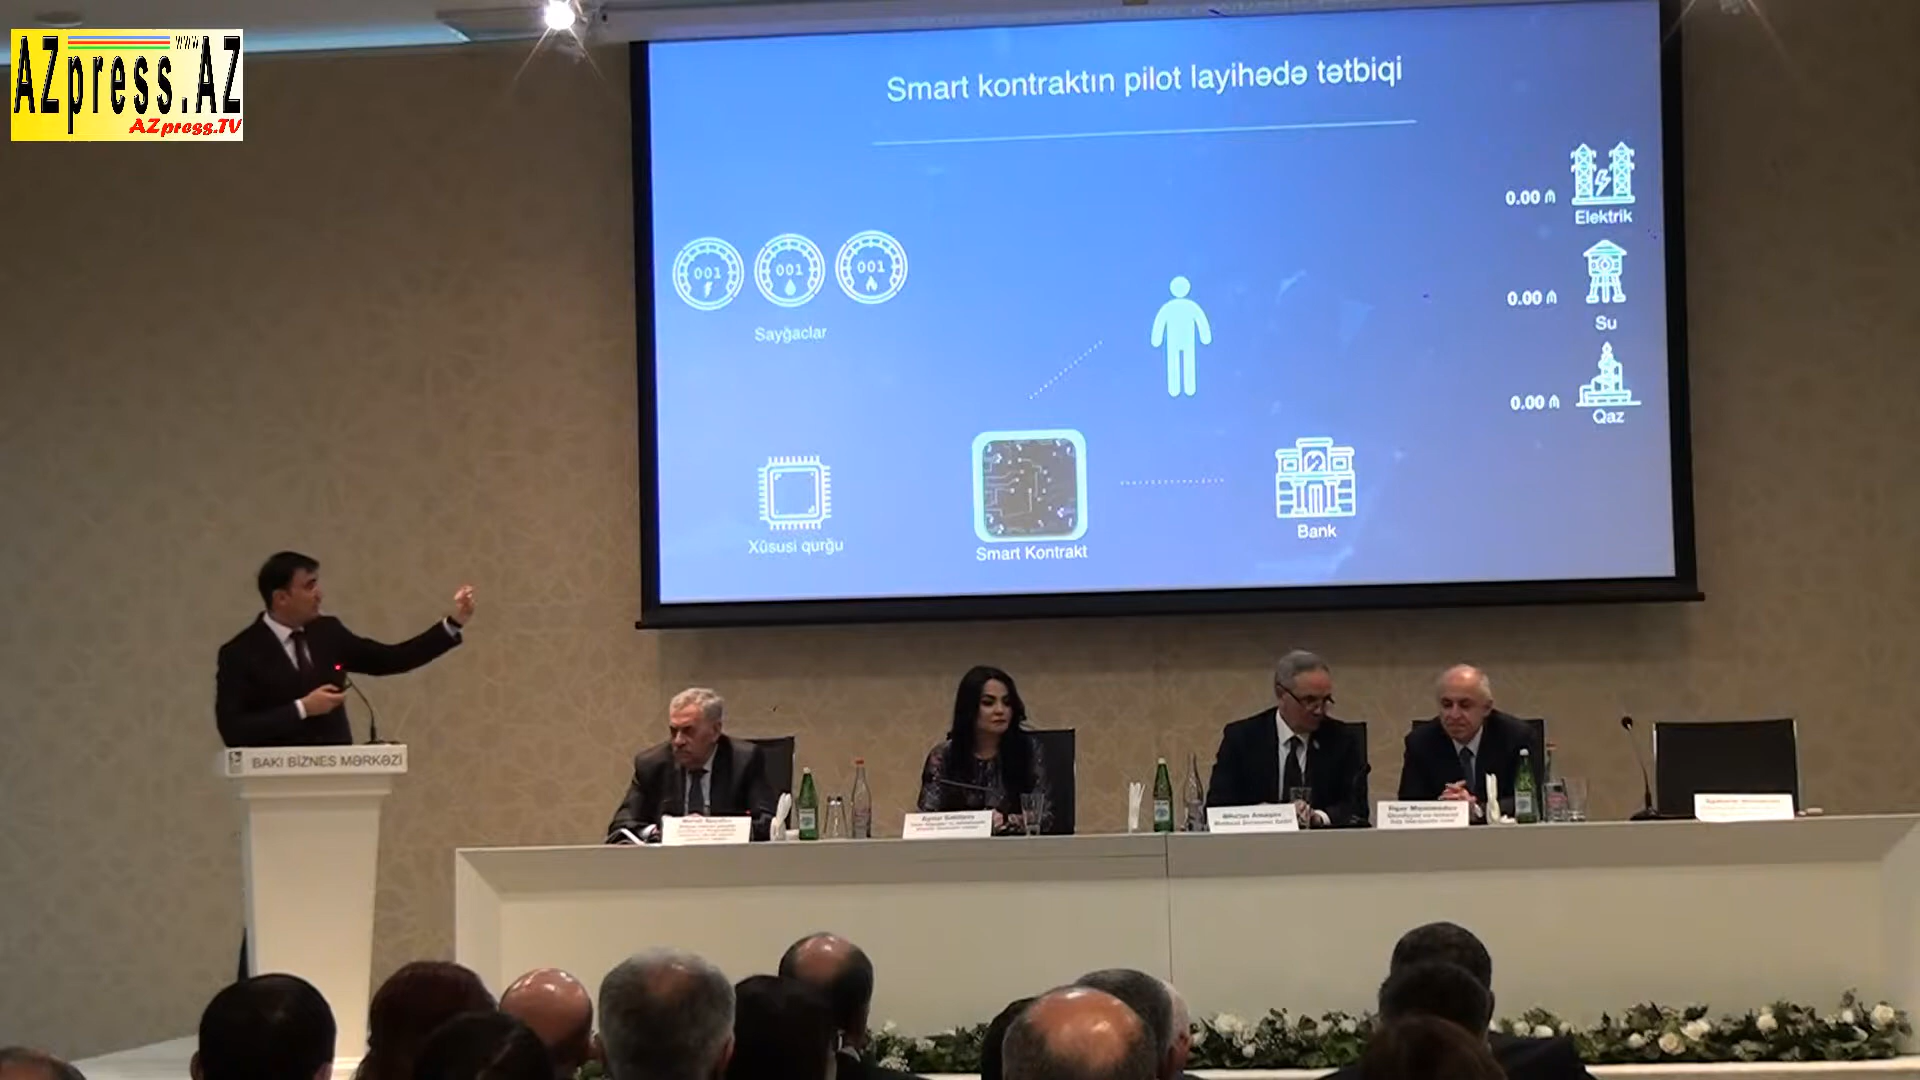 www
AZpress.AZ
AZpress.TV
Smart kontraktın pilot layihədə tətbiqi
0.00 ₼
Elektrik
001
001
001
Sayğaclar
0.00 ₼
Su
0.00 ₼
Qaz
Xüsusi qurğu
Smart Kontrakt
Bank
BAKI BİZNES MƏRKƏZİ